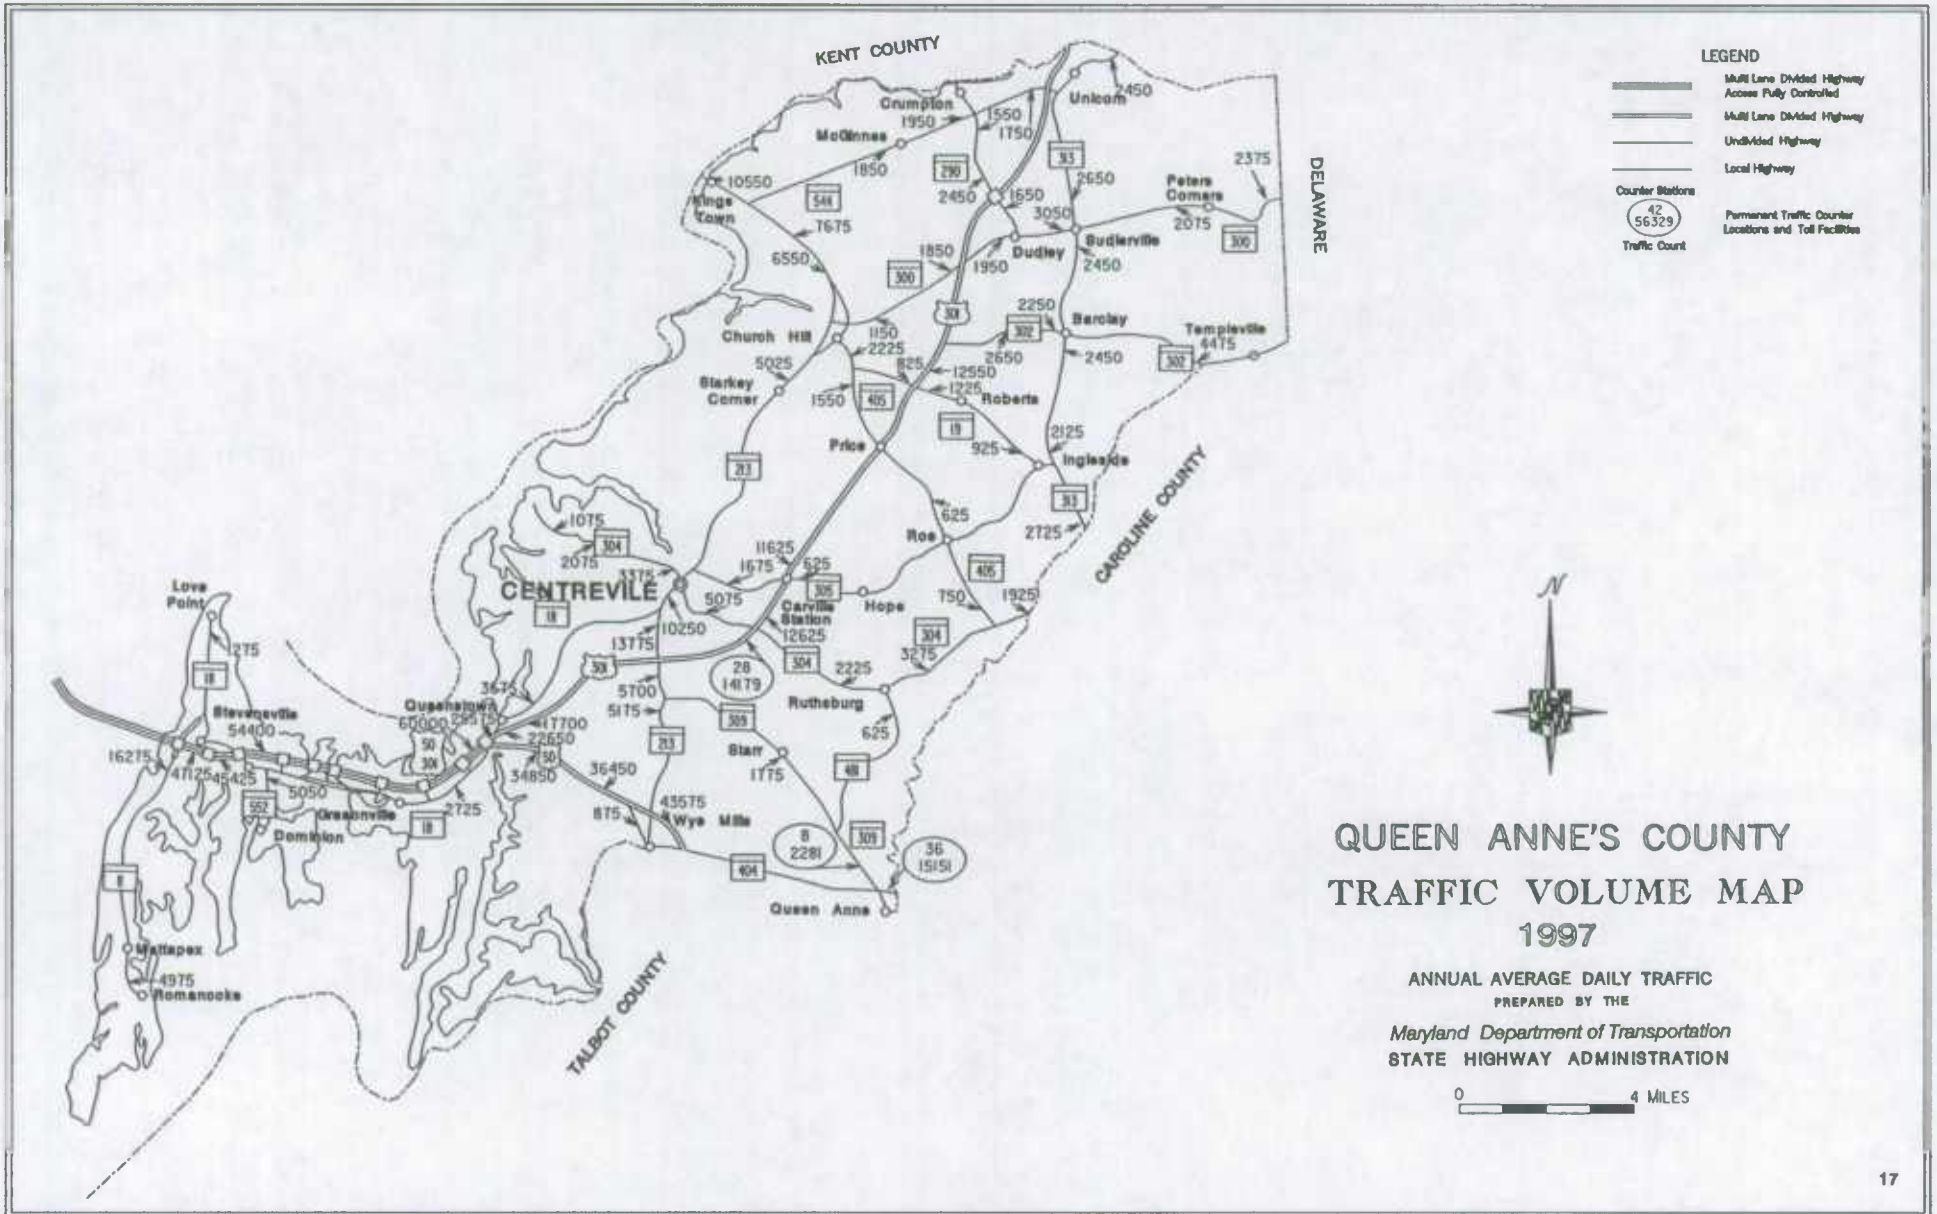 KENT COUNTY
LEGEND
Multi Lane Divided Highway
Access Fully Controlled
Multi Lane Divided Highway
Undivided Highway
Local Highway
Counter Stations
42
56329
Traffic Count
Permanent Traffic Counter
Locations and Toll Facilities
2450
Unicorn
Crumpton
1950
1550
1750
McGinnes
1850
290
313
2375
DELAWARE
10550
Kings
Town
544
2450
1650
2650
Peters
Corners
2075
300
7675
3050
Sudlerville
Dudley
1850
1950
2450
6550
300
301
2250
Barclay
302
Templeville
4475
302
Church Hill
1150
2225
2650
2450
5025
825
12550
1225
Starkey
Corner
1550
405
Roberts
19
925
2125
Ingleside
Price
213
313
2725
CAROLINE COUNTY
625
Roe
1075
304
2075
3375
11625
1675
625
405
CENTREVILE
5075
305
Hope
750
1925
Carville
Station
18
Love
Point
10250
13775
12625
304
3275
275
18
301
28
14179
304
2225
Ruthsburg
5700
5175
309
625
3675
Queenstown
60000
25575
17700
22650
Stevensville
54400
50
301
213
Starr
1775
481
16275
47125
45425
5050
50
34850
36450
552
Grasonville
2725
18
Dominion
875
43575
Wye Mills
8
2281
309
36
15151
404
8
Queen Anne
Mattapex
4975
Romancoke
TALBOT COUNTY
N
QUEEN ANNE'S COUNTY
TRAFFIC VOLUME MAP
1997
ANNUAL AVERAGE DAILY TRAFFIC
PREPARED BY THE
Maryland Department of Transportation
STATE HIGHWAY ADMINISTRATION
0 4 MILES
17